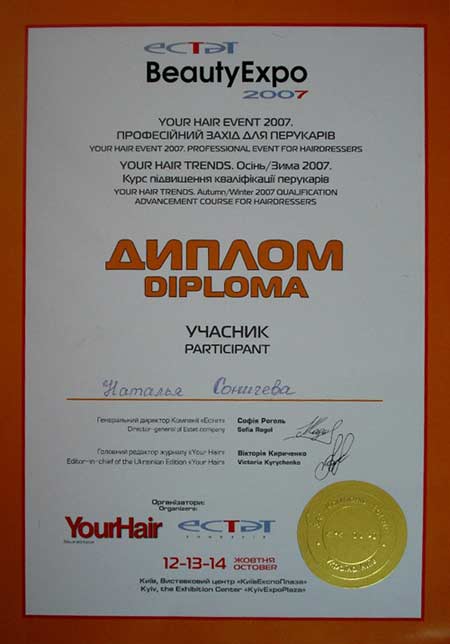 ЕСТЕТ
BeautyExpo
2007
YOUR HAIR EVENT 2007.
ПРОФЕСІЙНИЙ ЗАХІД ДЛЯ ПЕРУКАРІВ
YOUR HAIR EVENT 2007. PROFESSIONAL EVENT FOR HAIRDRESSERS
YOUR HAIR TRENDS. Осінь/Зима 2007.
Курс підвищення кваліфікації перукарів
YOUR HAIR TRENDS. Autumn/Winter 2007 QUALIFICATION
ADVANCEMENT COURSE FOR HAIRDRESSERS
ДИПЛОМ
DIPLOMA
УЧАСНИК
PARTICIPANT
Наталья Соничева
Генеральний директор Компанії «Естет» Софія Роголь
Director-general of Estet company Sofia Rogol
Головний редактор журналу «Your Hair» Вікторія Кириченко
Editor-in-chief of the Ukrainian Edition «Your Hair» Victoria Kyrychenko
Організатори:
Organizers:
YourHair ЕСТЕТ
12-13-14 ЖОВТНЯ
OCTOBER
Київ, Виставковий центр «КиївЕкспоПлаза»
Kyiv, the Exhibition Center «KyivExpoPlaza»